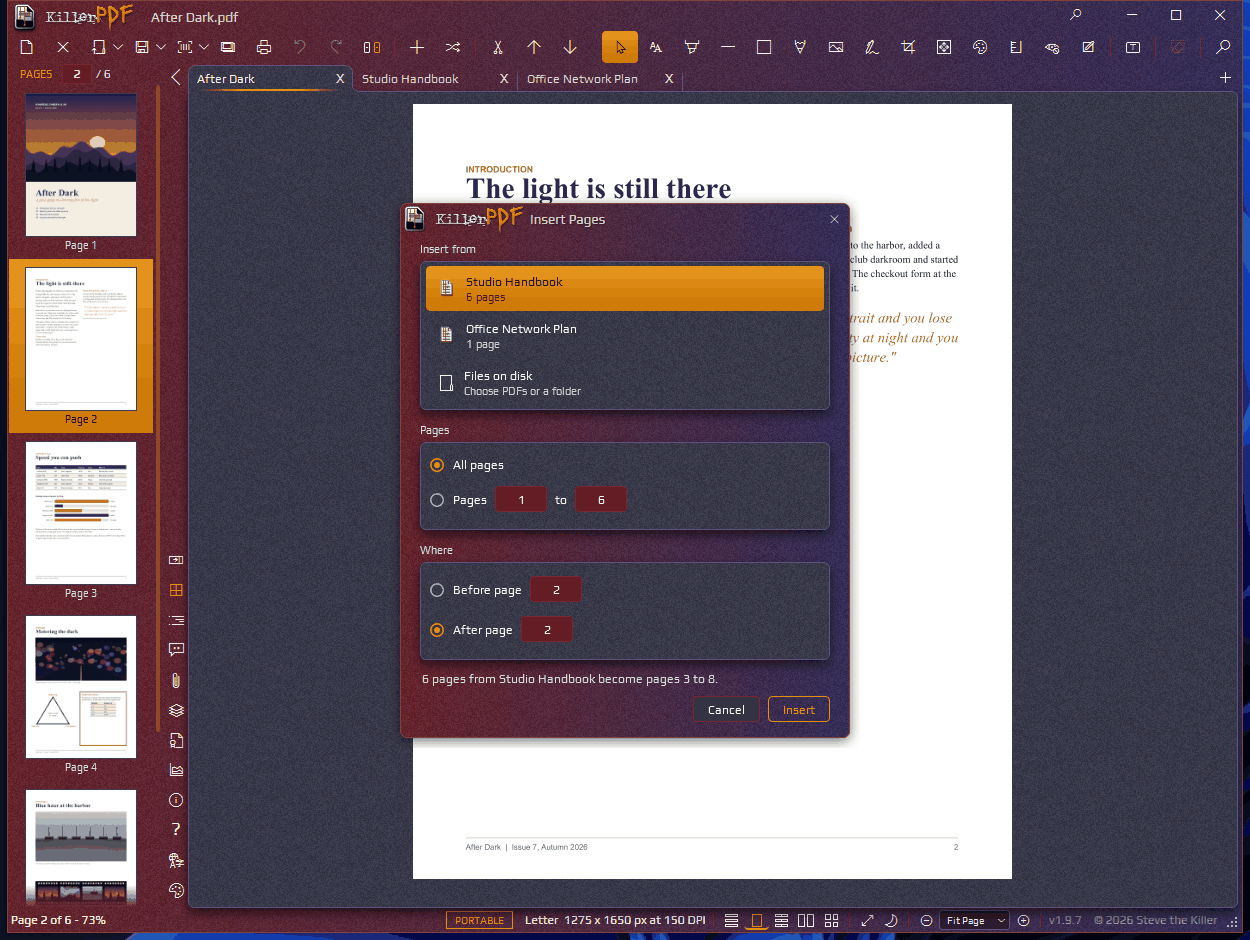 KillerPDF After Dark.pdf
PAGES 2 / 6
After Dark X Studio Handbook X Office Network Plan X
After Dark
Page 1
The light is still there
Page 2
Speed you can push
Page 3
Metering the dark
Page 4
Blue hour at the harbor
INTRODUCTION
The light is still there
to the harbor, added a
club darkroom and started
The checkout form at the
it.
trait and you lose
ty at night and you
picture."
KillerPDF Insert Pages
Insert from
Studio Handbook
6 pages
Office Network Plan
1 page
Files on disk
Choose PDFs or a folder
Pages
All pages
Pages 1 to 6
Where
Before page 2
After page 2
6 pages from Studio Handbook become pages 3 to 8.
Cancel Insert
After Dark | Issue 7, Autumn 2026 2
Page 2 of 6 - 73% PORTABLE Letter 1275 x 1650 px at 150 DPI Fit Page v1.9.7 © 2026 Steve the Killer